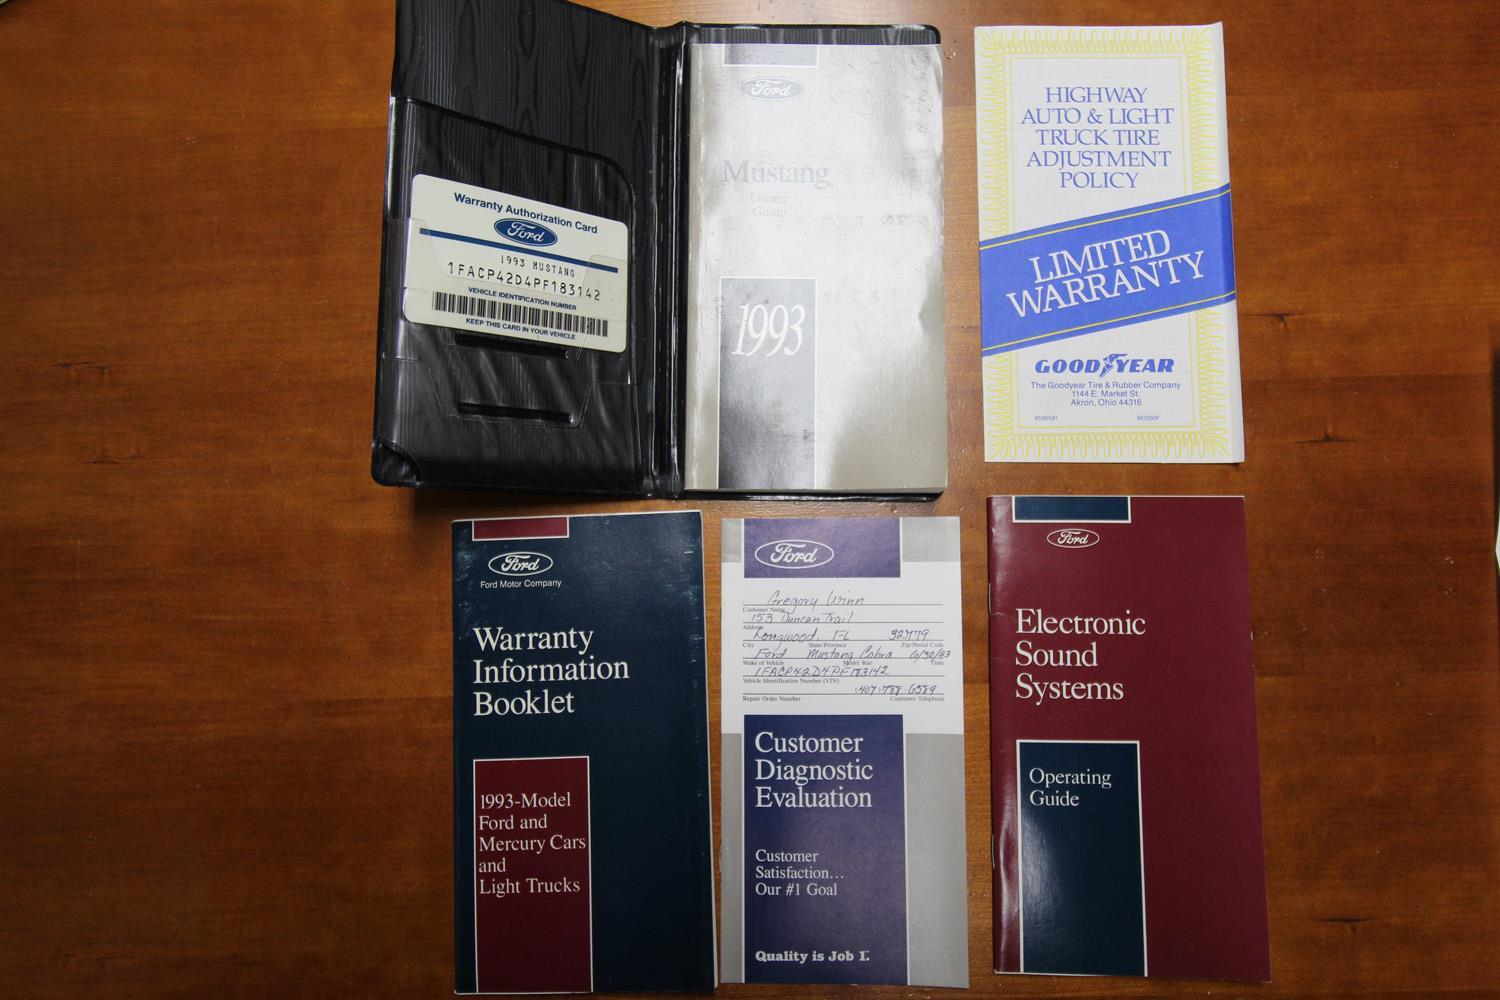 Warranty Authorization Card
Ford
1993 MUSTANG
1FACP42D4PF183142
VEHICLE IDENTIFICATION NUMBER
KEEP THIS CARD IN YOUR VEHICLE
Ford
Mustang
Owner
Guide
1993
HIGHWAY
AUTO & LIGHT
TRUCK TIRE
ADJUSTMENT
POLICY
LIMITED
WARRANTY
GOODYEAR
The Goodyear Tire & Rubber Company
1144 E. Market St.
Akron, Ohio 44316
9590591 M2000F
Ford
Ford Motor Company
Warranty
Information
Booklet
1993-Model
Ford and
Mercury Cars
and
Light Trucks
Ford
Gregory Winn
Customer Name
153 Duncan Trail
Address
Longwood, FL 32779
City State/Province Zip/Postal Code
Ford Mustang Cobra 6/30/93
Make of Vehicle Model Year Date
1FACP42D4PF183142
Vehicle Identification Number (VIN)
(407) 788-6589
Repair Order Number Customer Telephone
Customer
Diagnostic
Evaluation
Customer
Satisfaction...
Our #1 Goal
Quality is Job 1.
Ford
Electronic
Sound
Systems
Operating
Guide